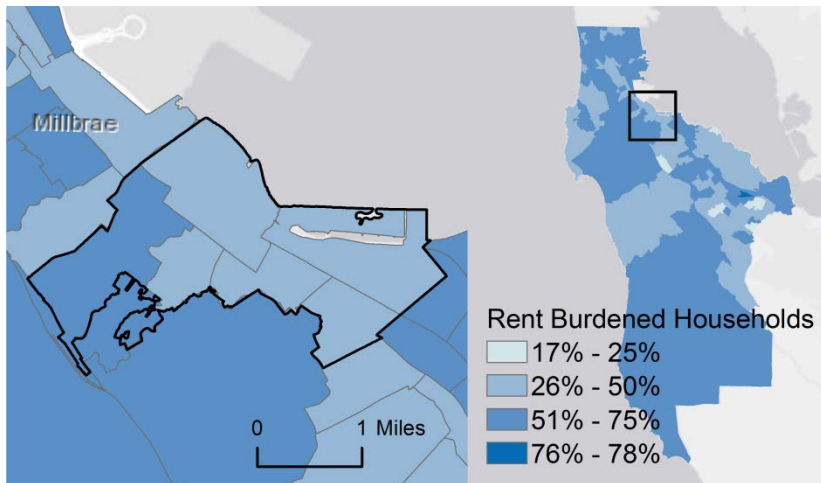 Millbrae
0 1 Miles
Rent Burdened Households
17% - 25%
26% - 50%
51% - 75%
76% - 78%